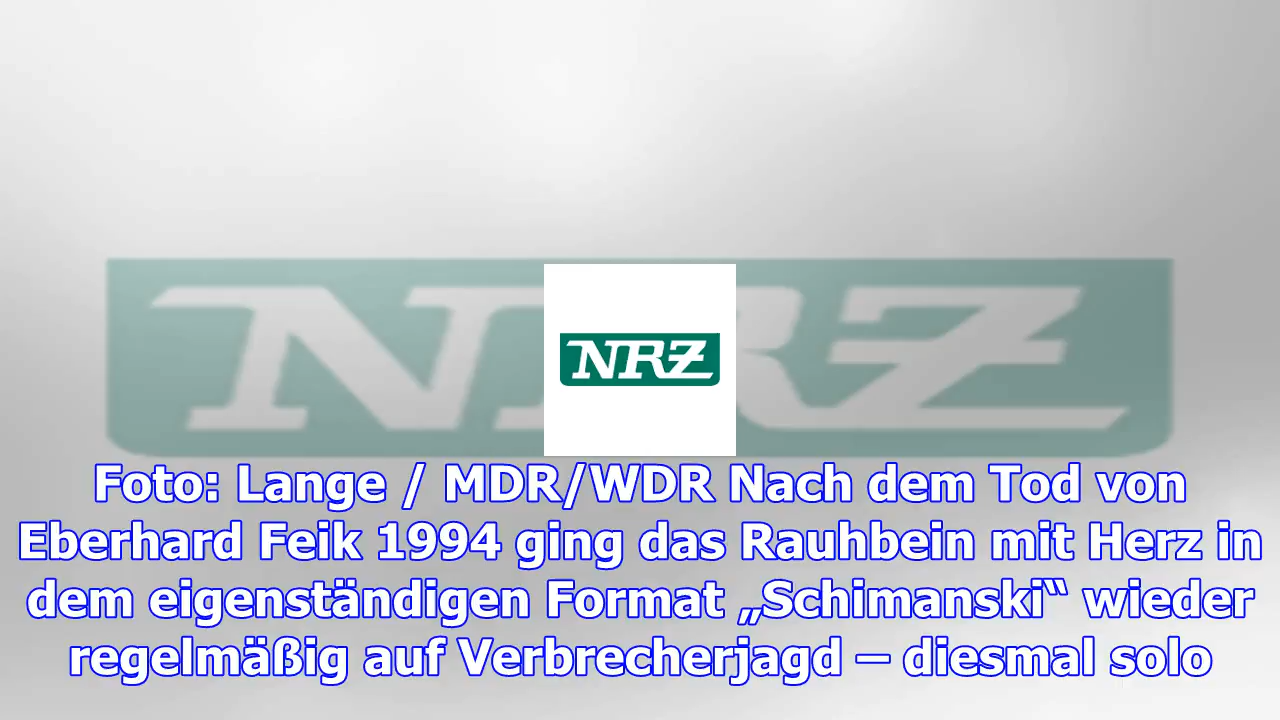 NRZ
NRZ
Foto: Lange / MDR/WDR Nach dem Tod von
Eberhard Feik 1994 ging das Rauhbein mit Herz in
dem eigenständigen Format „Schimanski“ wieder
regelmäßig auf Verbrecherjagd – diesmal solo